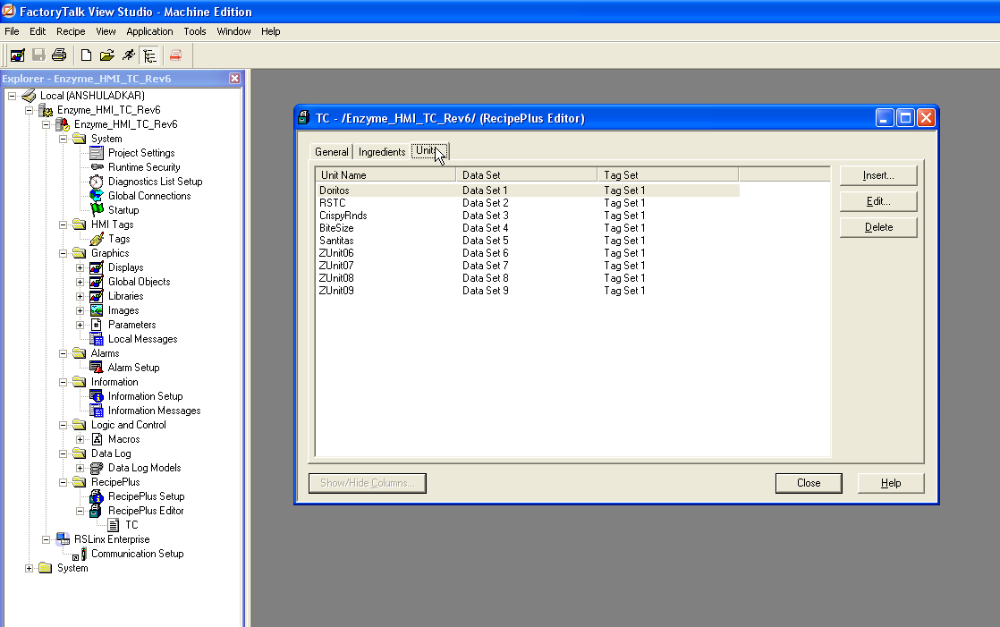 FactoryTalk View Studio - Machine Edition
File Edit Recipe View Application Tools Window Help
Explorer - Enzyme_HMI_TC_Rev6
Local (ANSHULADKAR)
Enzyme_HMI_TC_Rev6
Enzyme_HMI_TC_Rev6
System
Project Settings
Runtime Security
Diagnostics List Setup
Global Connections
Startup
HMI Tags
Tags
Graphics
Displays
Global Objects
Libraries
Images
Parameters
Local Messages
Alarms
Alarm Setup
Information
Information Setup
Information Messages
Logic and Control
Macros
Data Log
Data Log Models
RecipePlus
RecipePlus Setup
RecipePlus Editor
TC
RSLinx Enterprise
Communication Setup
System
TC - /Enzyme_HMI_TC_Rev6/ (RecipePlus Editor)
General Ingredients Units
Unit Name Data Set Tag Set
Doritos Data Set 1 Tag Set 1
RSTC Data Set 2 Tag Set 1
CrispyRnds Data Set 3 Tag Set 1
BiteSize Data Set 4 Tag Set 1
Santitas Data Set 5 Tag Set 1
ZUnit06 Data Set 6 Tag Set 1
ZUnit07 Data Set 7 Tag Set 1
ZUnit08 Data Set 8 Tag Set 1
ZUnit09 Data Set 9 Tag Set 1
Insert...
Edit...
Delete
Show/Hide Columns... Close Help